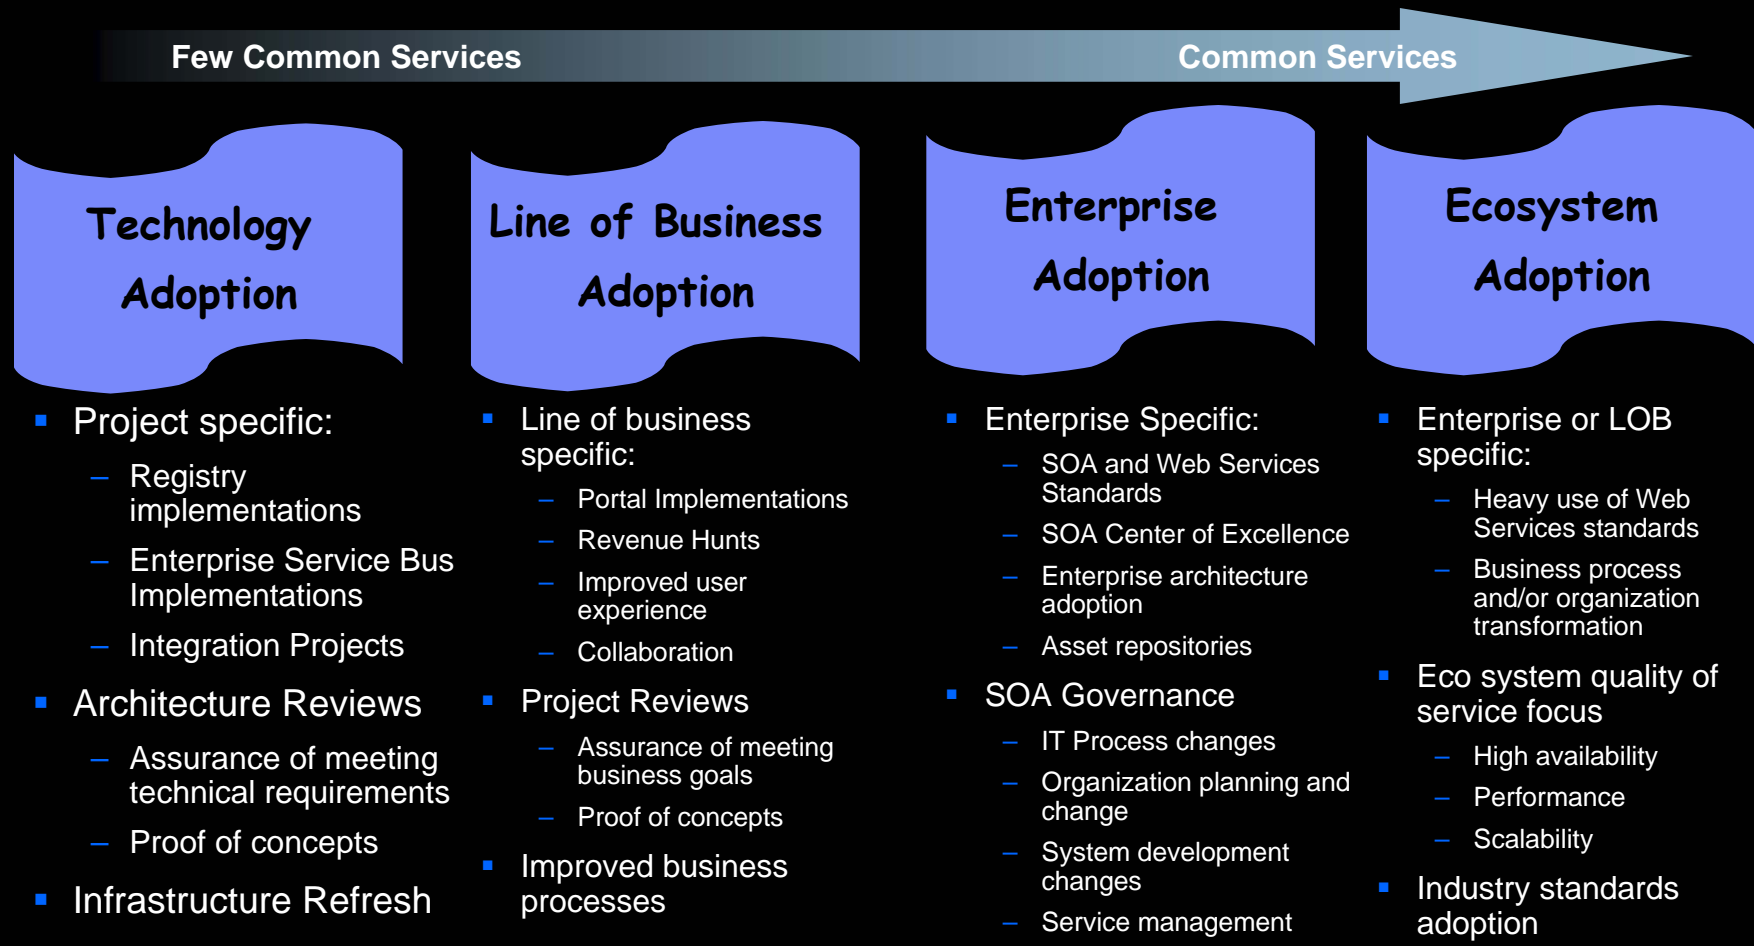 Few Common Services
Common Services
Technology
Adoption
Project specific:
Registry
implementations
Enterprise Service Bus
Implementations
Integration Projects
Architecture Reviews
Assurance of meeting
technical requirements
Proof of concepts
Infrastructure Refresh
Line of Business
Adoption
Line of business
specific:
Portal Implementations
Revenue Hunts
Improved user
experience
Collaboration
Project Reviews
Assurance of meeting
business goals
Proof of concepts
Improved business
processes
Enterprise
Adoption
Enterprise Specific:
SOA and Web Services
Standards
SOA Center of Excellence
Enterprise architecture
adoption
Asset repositories
SOA Governance
IT Process changes
Organization planning and
change
System development
changes
Service management
Ecosystem
Adoption
Enterprise or LOB
specific:
Heavy use of Web
Services standards
Business process
and/or organization
transformation
Eco system quality of
service focus
High availability
Performance
Scalability
Industry standards
adoption